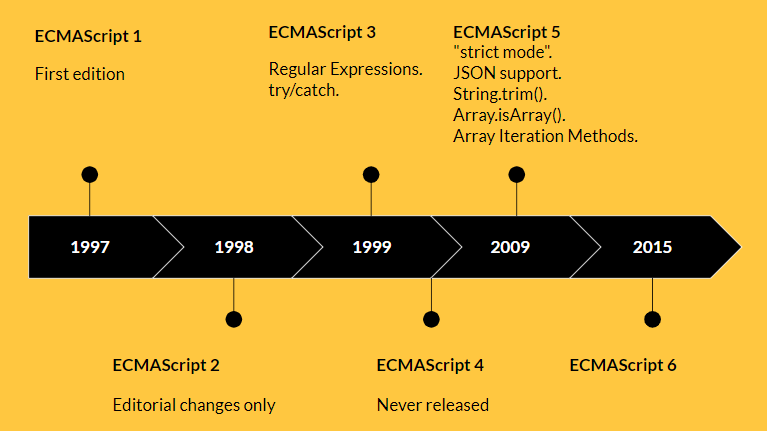 ECMAScript 1
First edition
ECMAScript 3
Regular Expressions.
try/catch.
ECMAScript 5
"strict mode".
JSON support.
String.trim().
Array.isArray().
Array Iteration Methods.
1997
1998
1999
2009
2015
ECMAScript 2
Editorial changes only
ECMAScript 4
Never released
ECMAScript 6